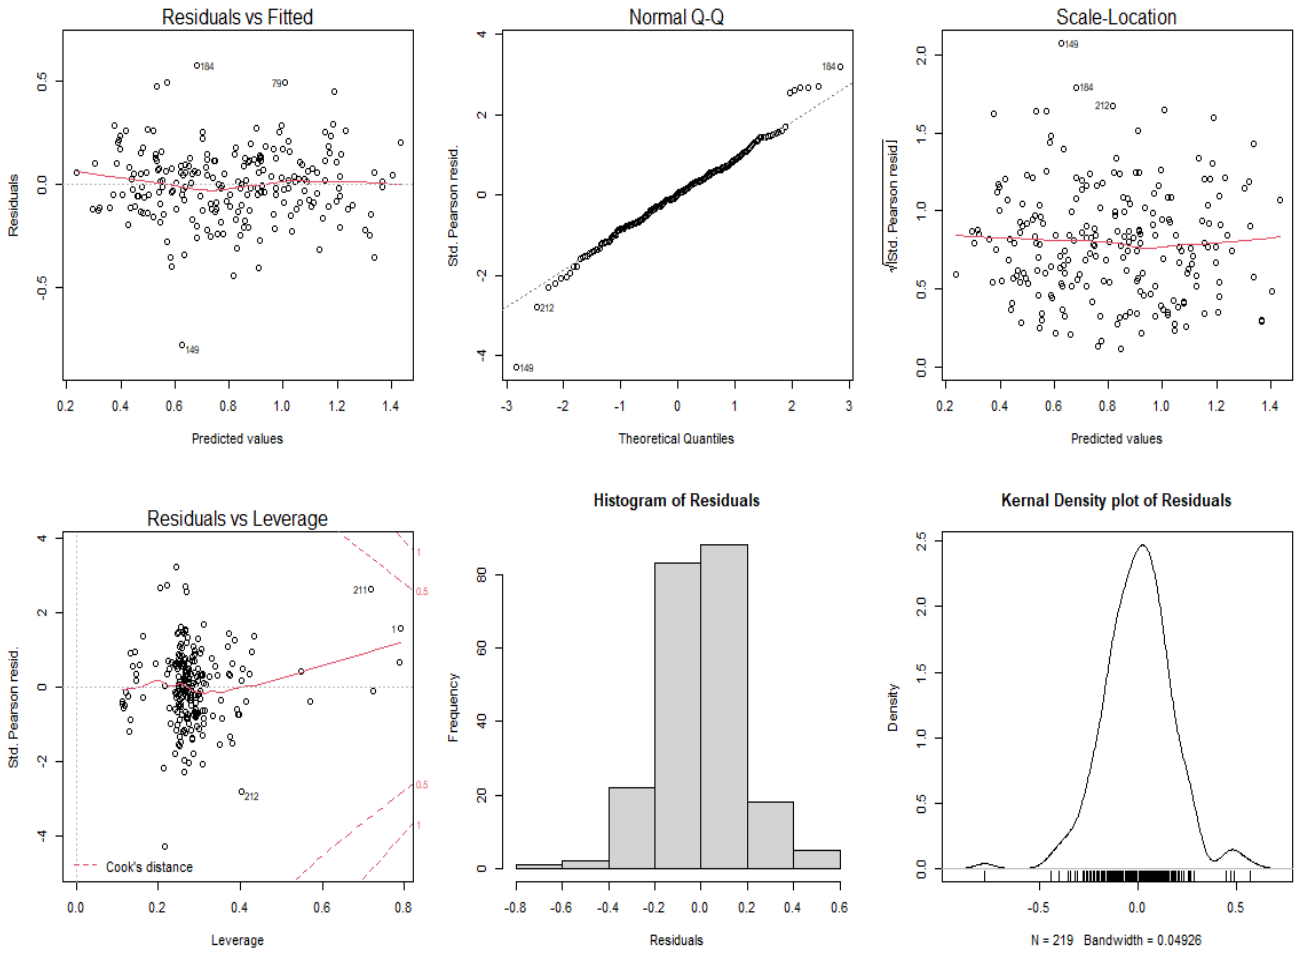 Residuals vs Fitted
Residuals
0.5
0.0
-0.5
184
79
149
0.2 0.4 0.6 0.8 1.0 1.2 1.4
Predicted values
Normal Q-Q
Std. Pearson resid.
4
2
0
-2
-4
184
212
149
-3 -2 -1 0 1 2 3
Theoretical Quantiles
Scale-Location
√|Std. Pearson resid.|
2.0
1.5
1.0
0.5
0.0
149
184
212
0.2 0.4 0.6 0.8 1.0 1.2 1.4
Predicted values
Residuals vs Leverage
Std. Pearson resid.
4
2
0
-2
-4
1
0.5
211
1
0.5
212
1
Cook's distance
0.0 0.2 0.4 0.6 0.8
Leverage
Histogram of Residuals
Frequency
80
60
40
20
0
-0.8 -0.6 -0.4 -0.2 0.0 0.2 0.4 0.6
Residuals
Kernal Density plot of Residuals
Density
2.5
2.0
1.5
1.0
0.5
0.0
-0.5 0.0 0.5
N = 219 Bandwidth = 0.04926